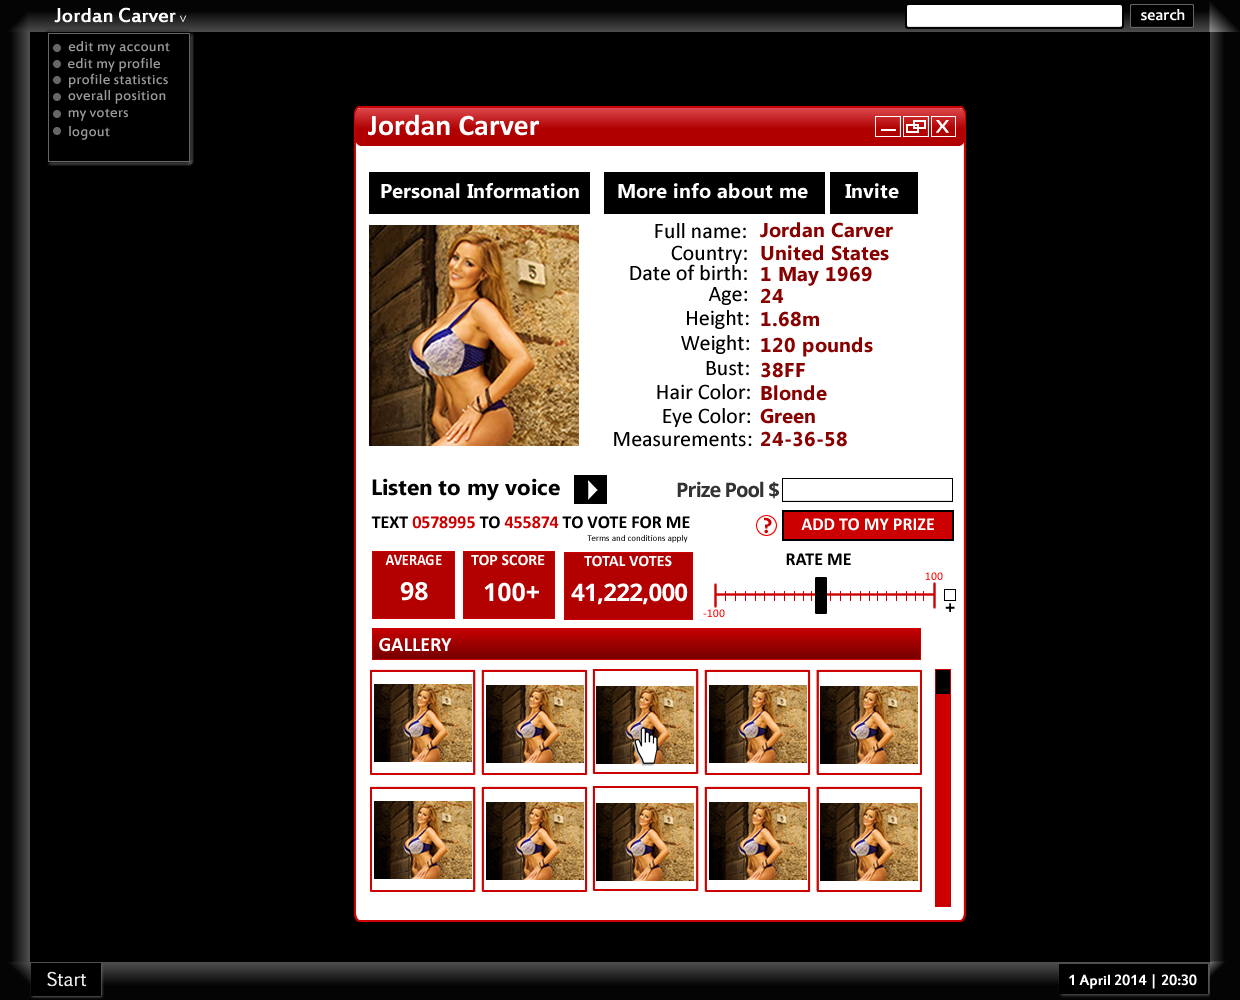 Jordan Carver v
search
edit my account
edit my profile
profile statistics
overall position
my voters
logout
Jordan Carver
X
Personal Information
More info about me
Invite
5
Full name: Jordan Carver
Country: United States
Date of birth: 1 May 1969
Age: 24
Height: 1.68m
Weight: 120 pounds
Bust: 38FF
Hair Color: Blonde
Eye Color: Green
Measurements: 24-36-58
Listen to my voice
Prize Pool $
TEXT 0578995 TO 455874 TO VOTE FOR ME
Terms and conditions apply
? ADD TO MY PRIZE
AVERAGE
98
TOP SCORE
100+
TOTAL VOTES
41,222,000
RATE ME
100
-100
+
GALLERY
Start
1 April 2014 | 20:30